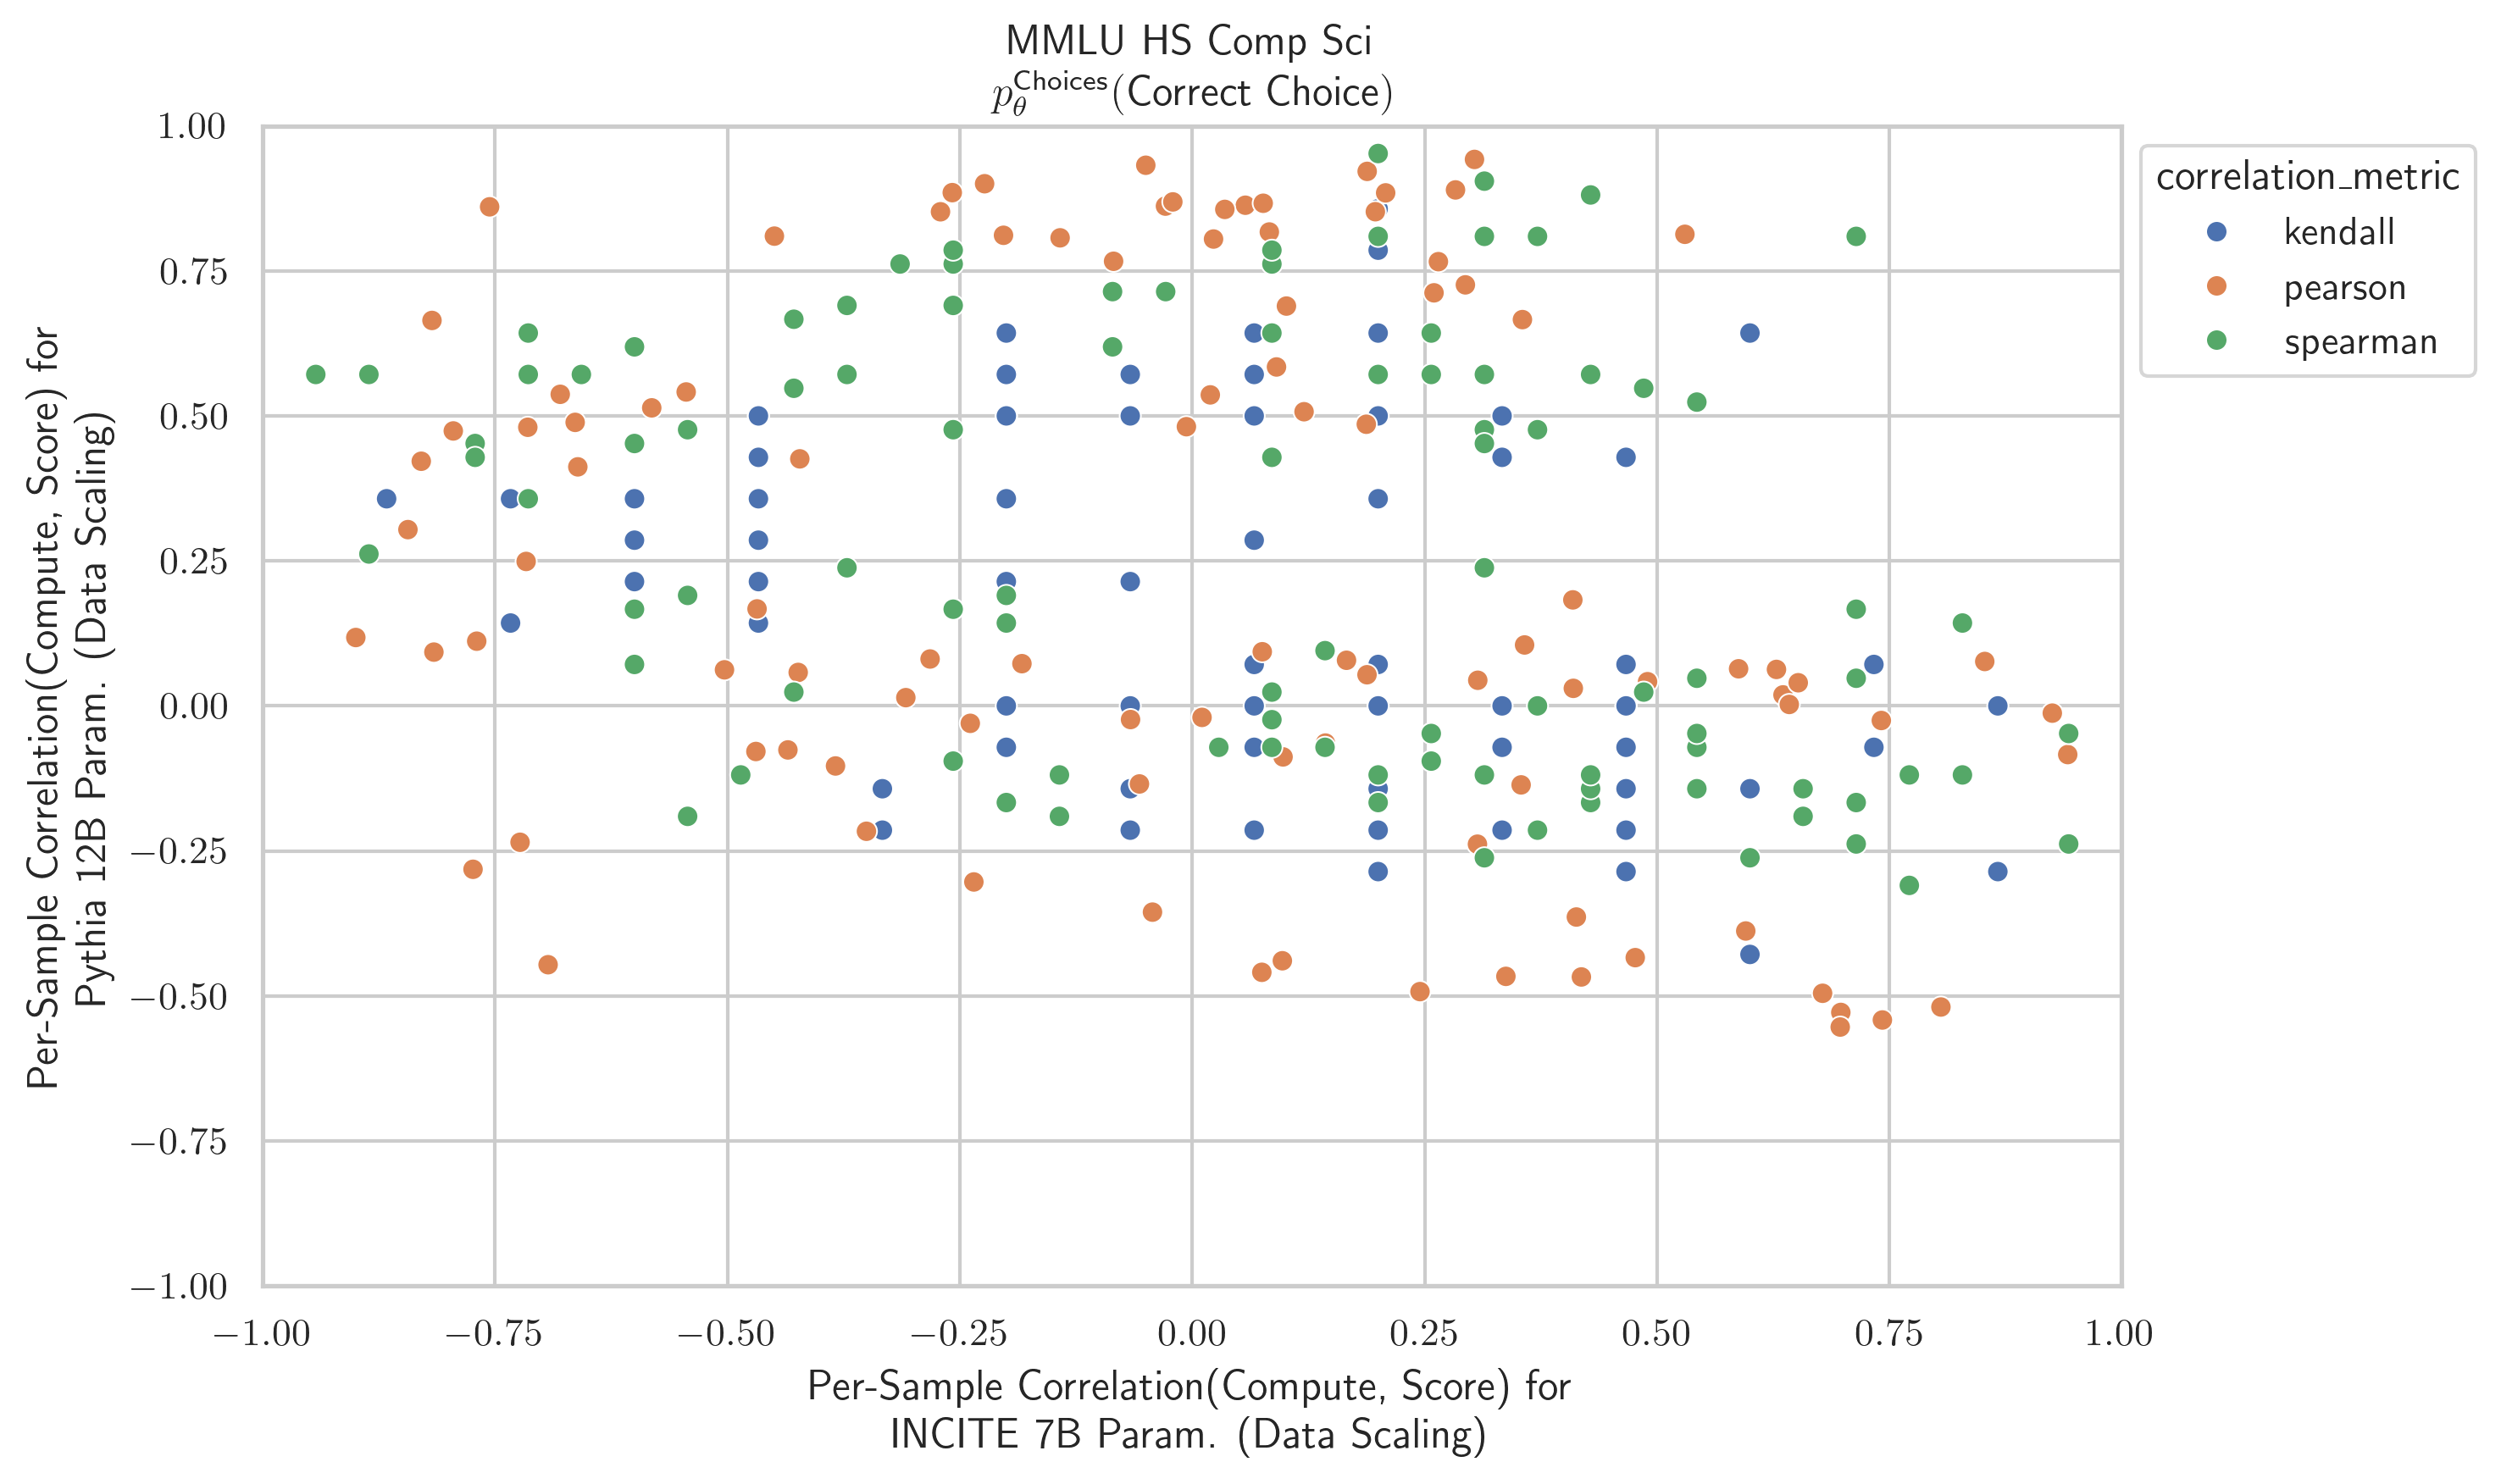 MMLU HS Comp Sci
p_θ^Choices(Correct Choice)
Per-Sample Correlation(Compute, Score) for
Pythia 12B Param. (Data Scaling)
1.00
0.75
0.50
0.25
0.00
−0.25
−0.50
−0.75
−1.00
−1.00 −0.75 −0.50 −0.25 0.00 0.25 0.50 0.75 1.00
Per-Sample Correlation(Compute, Score) for
INCITE 7B Param. (Data Scaling)
correlation_metric
kendall
pearson
spearman